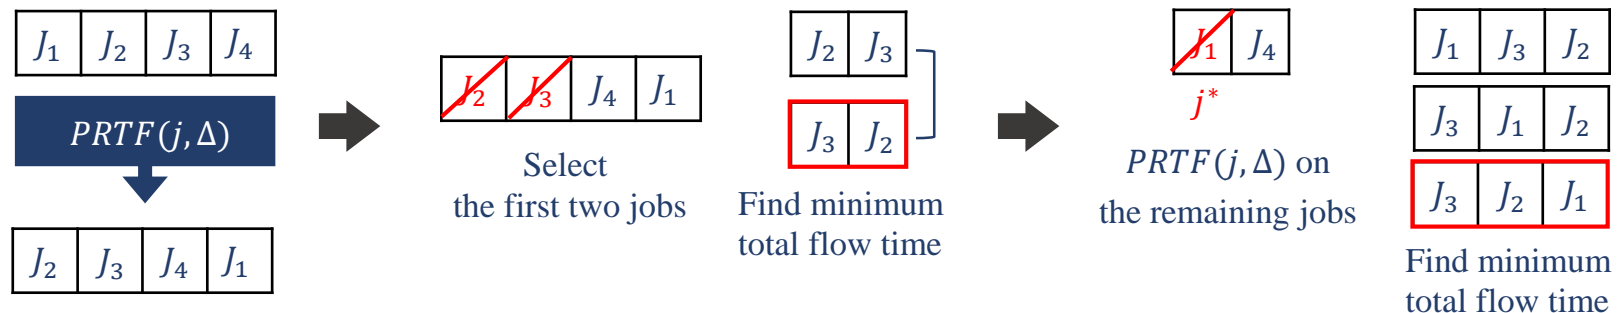 J₁ J₂ J₃ J₄
PRTF(j, Δ)
J₂ J₃ J₄ J₁
J₂ J₃ J₄ J₁
Select
the first two jobs
J₂ J₃
J₃ J₂
Find minimum
total flow time
J₁ J₄
j*
PRTF(j, Δ) on
the remaining jobs
J₁ J₃ J₂
J₃ J₁ J₂
J₃ J₂ J₁
Find minimum
total flow time